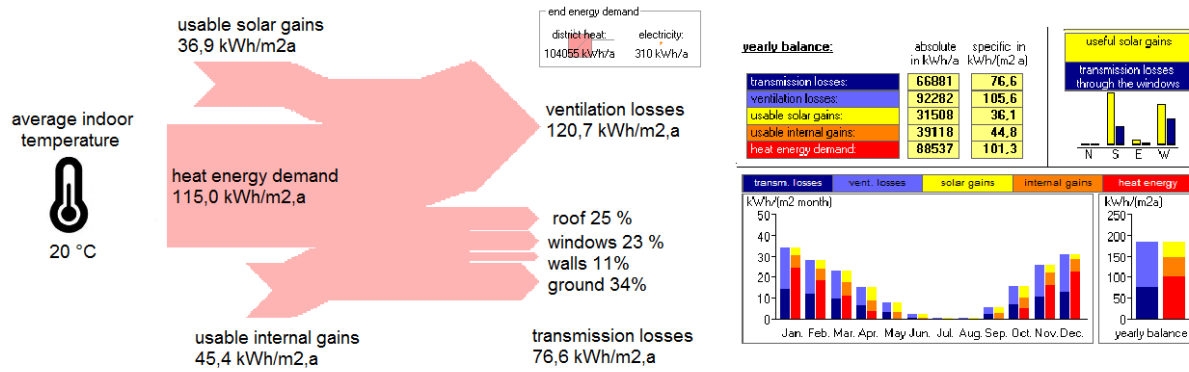 usable solar gains
36,9 kWh/m2a
end energy demand
district heat: electricity:
104055 kWh/a 310 kWh/a
average indoor
temperature
20 °C
heat energy demand
115,0 kWh/m2,a
ventilation losses
120,7 kWh/m2,a
roof 25 %
windows 23 %
walls 11%
ground 34%
usable internal gains
45,4 kWh/m2,a
transmission losses
76,6 kWh/m2,a
yearly balance: absolute specific in
in kWh/a kWh/(m2 a)
transmission losses: 66881 76,6
ventilation losses: 92282 105,6
usable solar gains: 31508 36,1
usable internal gains: 39118 44,8
heat energy demand: 88537 101,3
useful solar gains
transmission losses
through the windows
N S E W
transm. losses vent. losses solar gains internal gains heat energy
kWh/(m2 month)
50
40
30
20
10
0
Jan. Feb. Mar. Apr. May Jun. Jul. Aug. Sep. Oct. Nov. Dec.
kWh/(m2a)
250
200
150
100
50
0
yearly balance